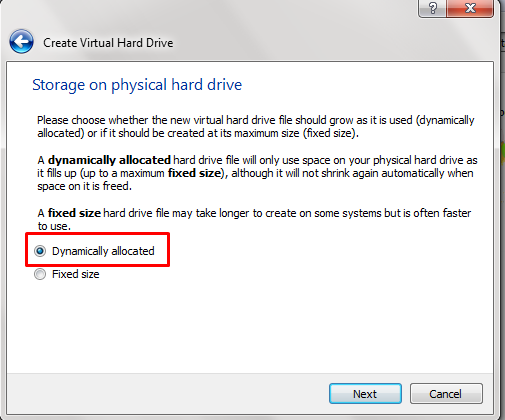 Create Virtual Hard Drive
Storage on physical hard drive
Please choose whether the new virtual hard drive file should grow as it is used (dynamically
allocated) or if it should be created at its maximum size (fixed size).
A dynamically allocated hard drive file will only use space on your physical hard drive as
it fills up (up to a maximum fixed size), although it will not shrink again automatically when
space on it is freed.
A fixed size hard drive file may take longer to create on some systems but is often faster
to use.
Dynamically allocated
Fixed size
Next
Cancel